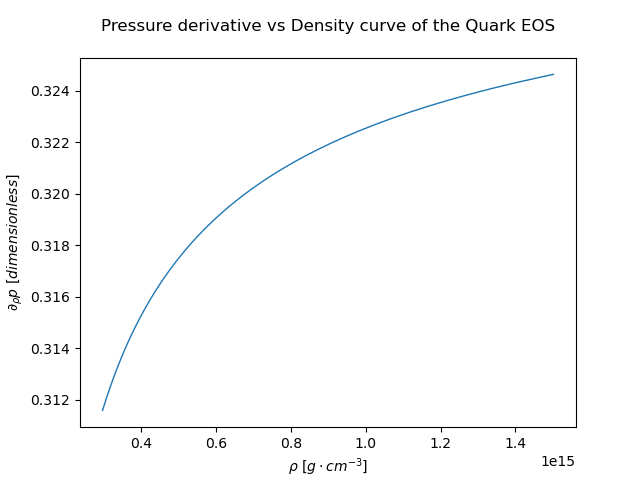 Pressure derivative vs Density curve of the Quark EOS
0.324
0.322
0.320
0.318
0.316
0.314
0.312
∂ρp [dimensionless]
0.4 0.6 0.8 1.0 1.2 1.4
1e15
ρ [g · cm⁻³]